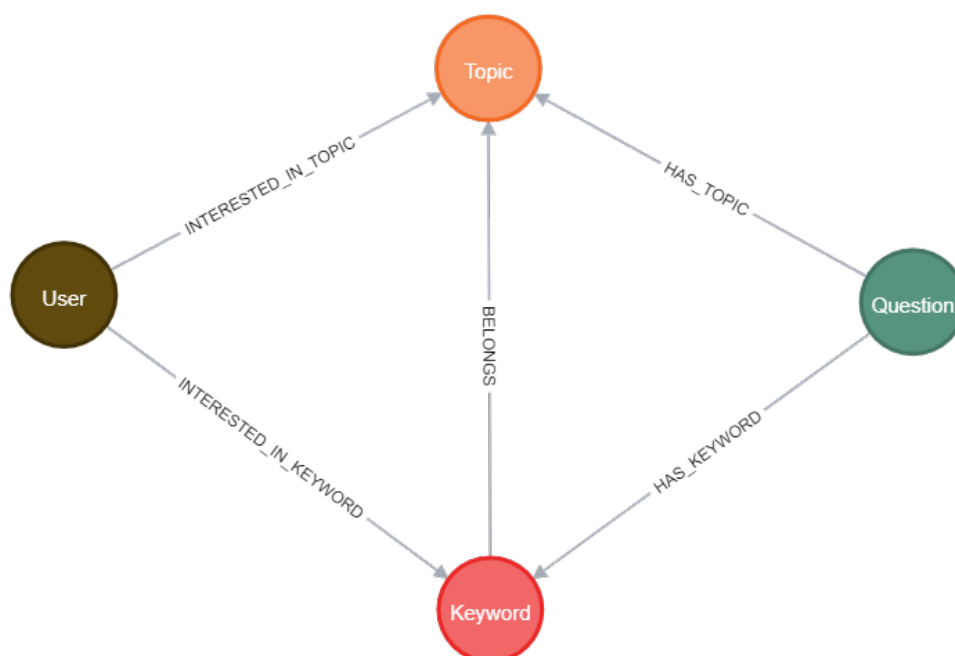 Topic
INTERESTED_IN_TOPIC
HAS_TOPIC
User
Question
BELONGS
INTERESTED_IN_KEYWORD
HAS_KEYWORD
Keyword